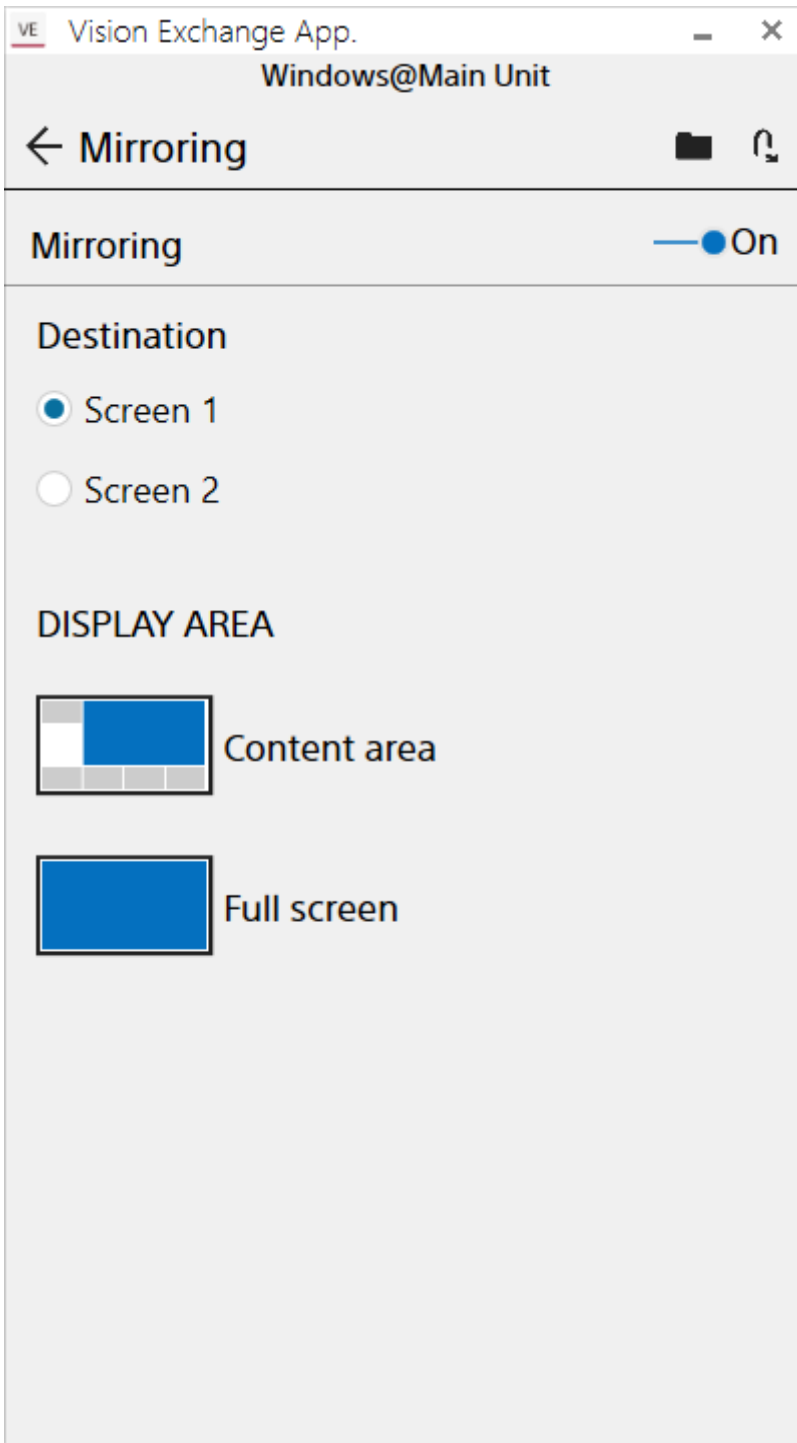 VE Vision Exchange App.
Windows@Main Unit
Mirroring
Mirroring On
Destination
Screen 1
Screen 2
DISPLAY AREA
Content area
Full screen